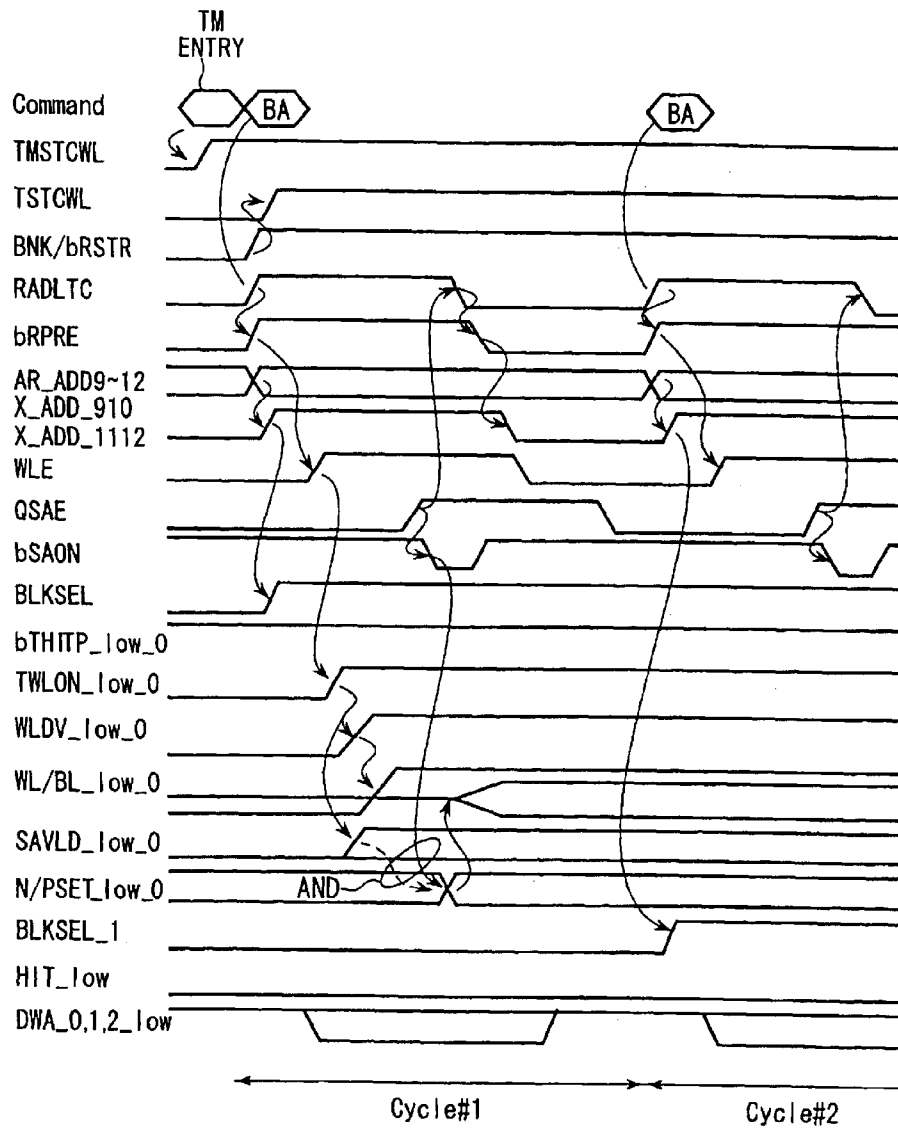 TM
ENTRY
Command
BA
BA
TMSTCWL
TSTCWL
BNK/bRSTR
RADLTC
bRPRE
AR_ADD9~12
X_ADD_910
X_ADD_1112
WLE
QSAE
bSAON
BLKSEL
bTHITP_low_0
TWLON_low_0
WLDV_low_0
WL/BL_low_0
SAVLD_low_0
N/PSET_low_0
AND
BLKSEL_1
HIT_low
DWA_0,1,2_low
Cycle#1
Cycle#2